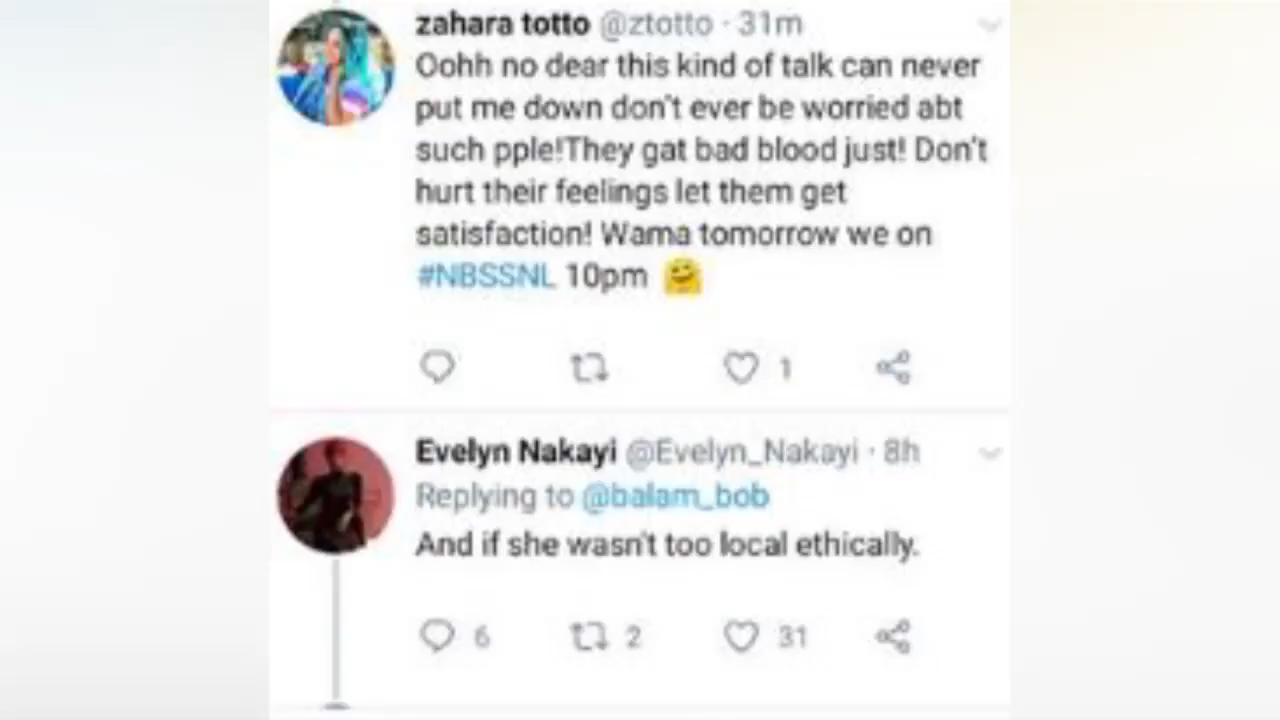 zahara totto @ztotto · 31m
Oohh no dear this kind of talk can never
put me down don't ever be worried abt
such pple!They gat bad blood just! Don't
hurt their feelings let them get
satisfaction! Wama tomorrow we on
#NBSSNL 10pm 🤗
1
Evelyn Nakayi @Evelyn_Nakayi · 8h
Replying to @balam_bob
And if she wasn't too local ethically.
6 2 31